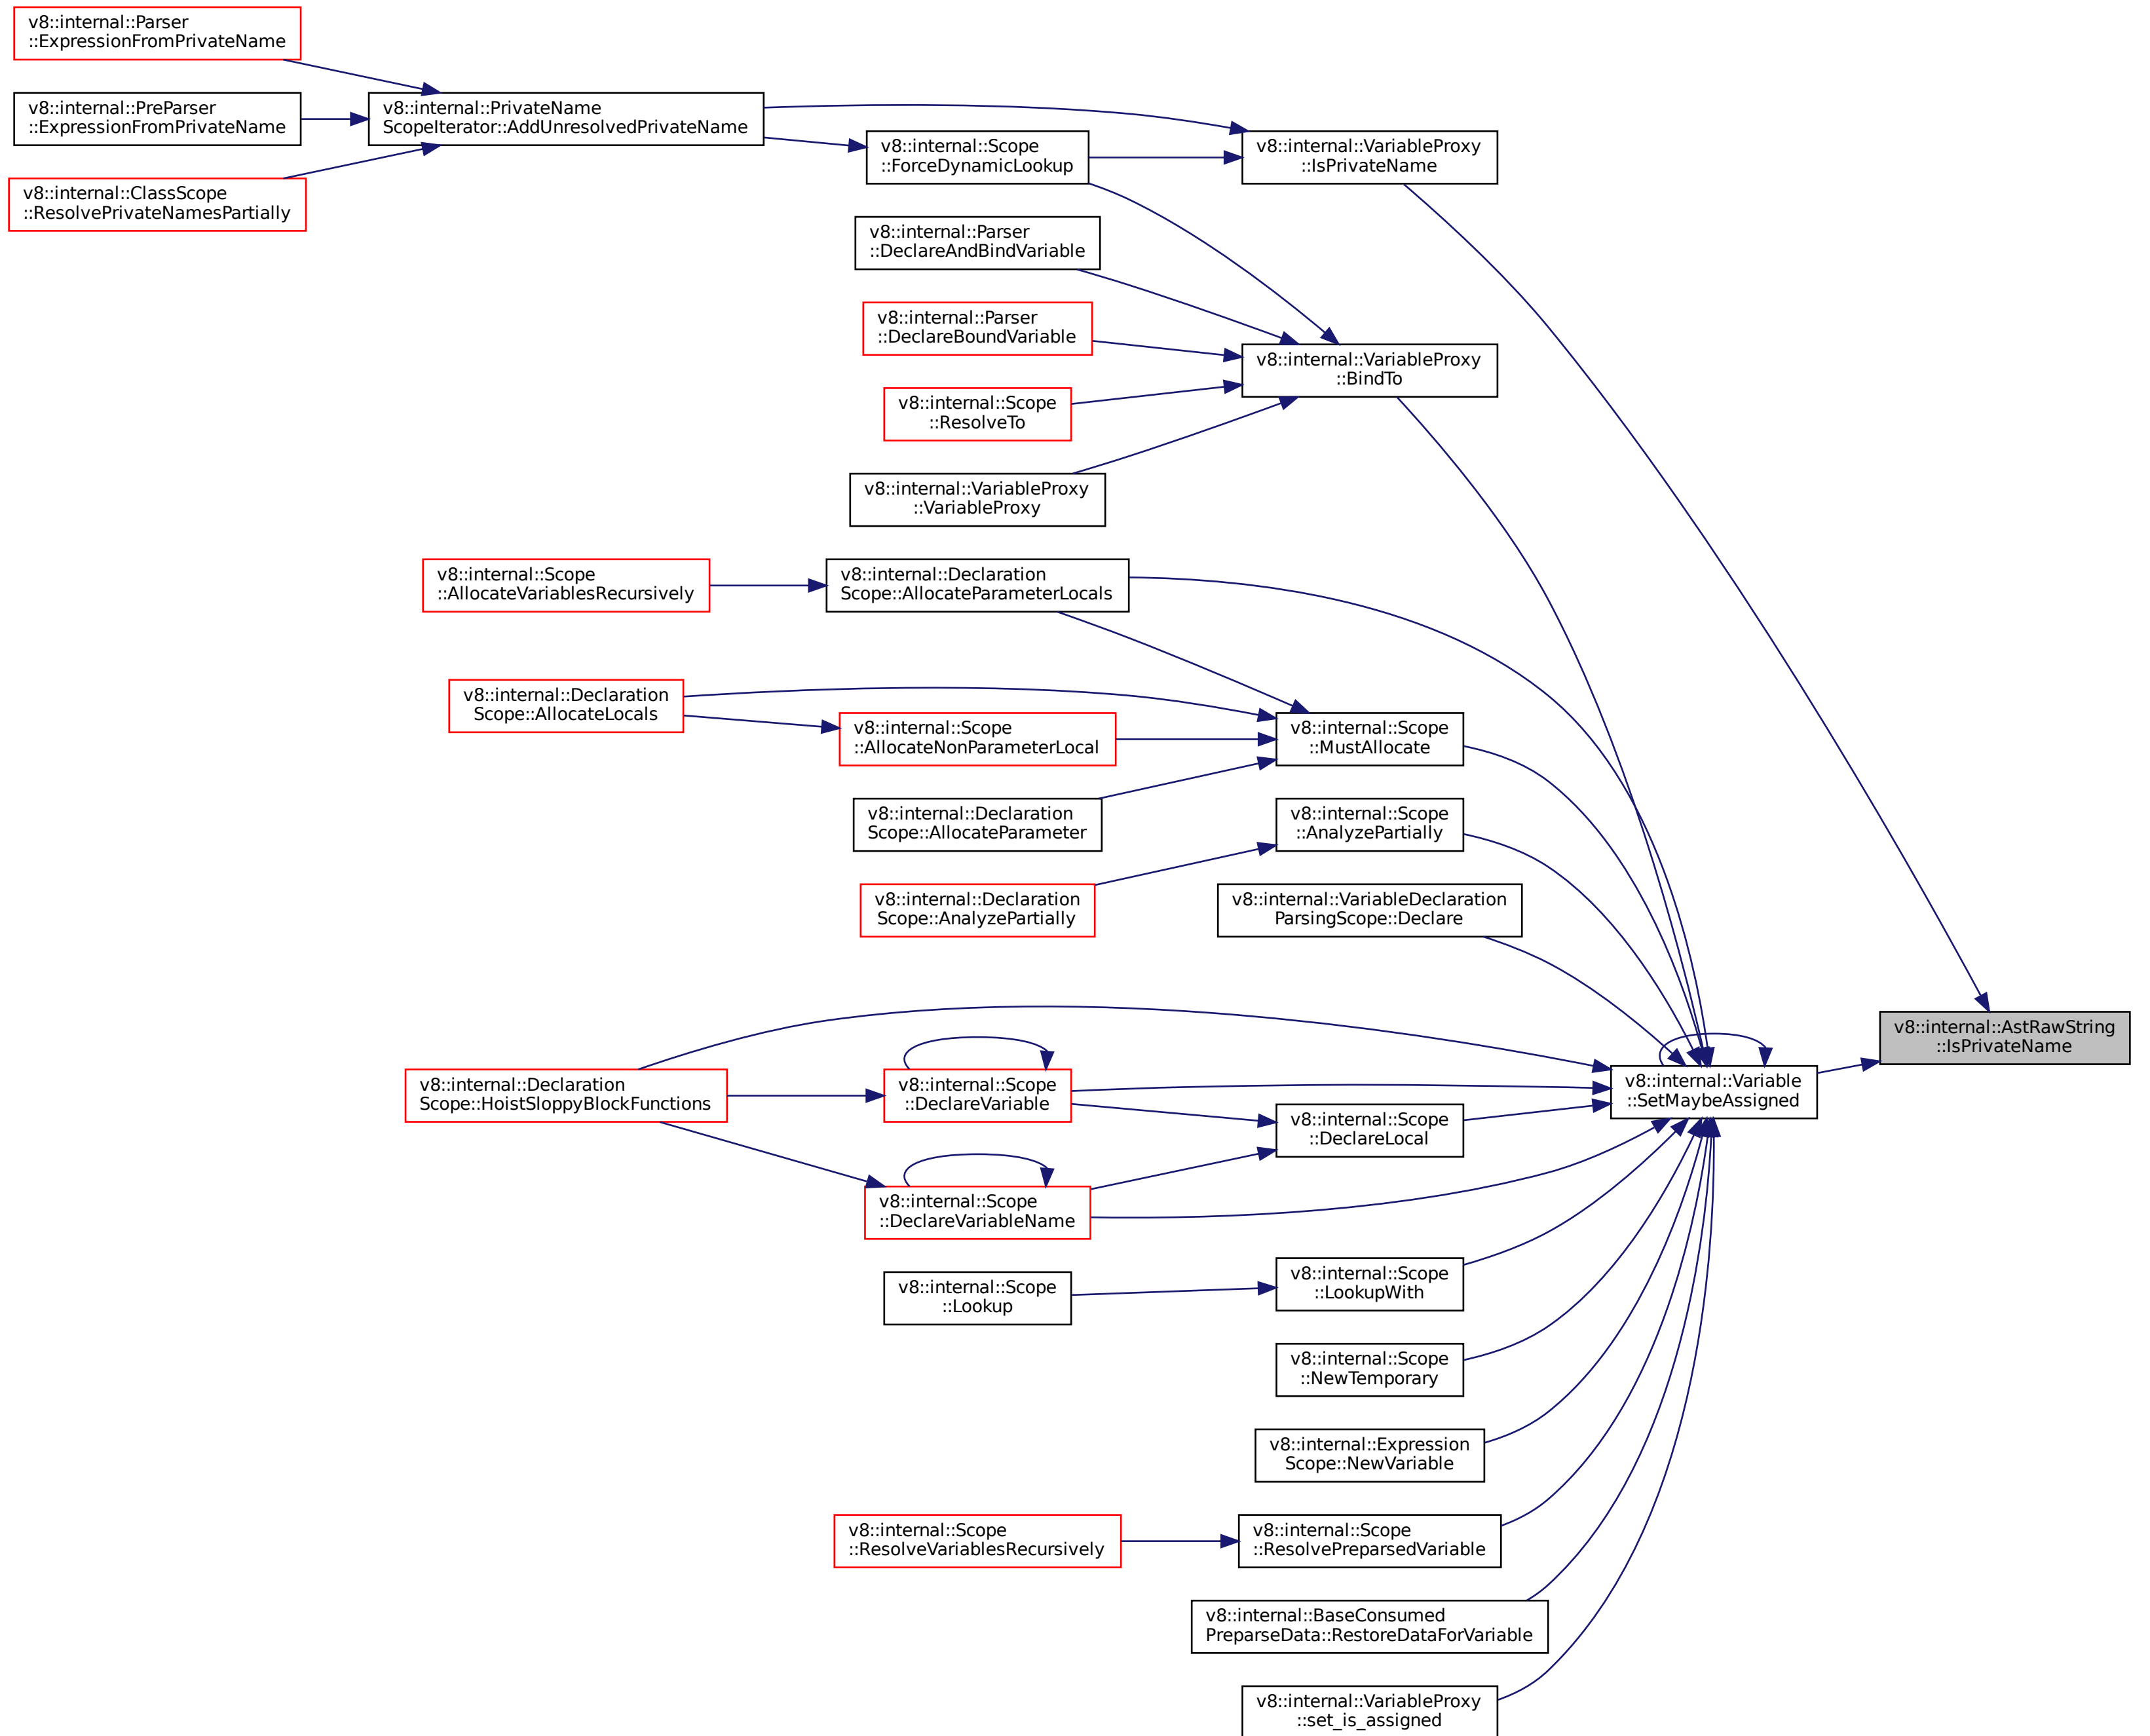 v8::internal::Parser
::ExpressionFromPrivateName
v8::internal::PreParser
::ExpressionFromPrivateName
v8::internal::ClassScope
::ResolvePrivateNamesPartially
v8::internal::PrivateName
ScopeIterator::AddUnresolvedPrivateName
v8::internal::Scope
::ForceDynamicLookup
v8::internal::VariableProxy
::IsPrivateName
v8::internal::Parser
::DeclareAndBindVariable
v8::internal::Parser
::DeclareBoundVariable
v8::internal::VariableProxy
::BindTo
v8::internal::Scope
::ResolveTo
v8::internal::VariableProxy
::VariableProxy
v8::internal::Scope
::AllocateVariablesRecursively
v8::internal::Declaration
Scope::AllocateParameterLocals
v8::internal::Declaration
Scope::AllocateLocals
v8::internal::Scope
::AllocateNonParameterLocal
v8::internal::Scope
::MustAllocate
v8::internal::Declaration
Scope::AllocateParameter
v8::internal::Scope
::AnalyzePartially
v8::internal::Declaration
Scope::AnalyzePartially
v8::internal::VariableDeclaration
ParsingScope::Declare
v8::internal::AstRawString
::IsPrivateName
v8::internal::Declaration
Scope::HoistSloppyBlockFunctions
v8::internal::Scope
::DeclareVariable
v8::internal::Variable
::SetMaybeAssigned
v8::internal::Scope
::DeclareLocal
v8::internal::Scope
::DeclareVariableName
v8::internal::Scope
::Lookup
v8::internal::Scope
::LookupWith
v8::internal::Scope
::NewTemporary
v8::internal::Expression
Scope::NewVariable
v8::internal::Scope
::ResolveVariablesRecursively
v8::internal::Scope
::ResolvePreparsedVariable
v8::internal::BaseConsumed
PreparseData::RestoreDataForVariable
v8::internal::VariableProxy
::set_is_assigned